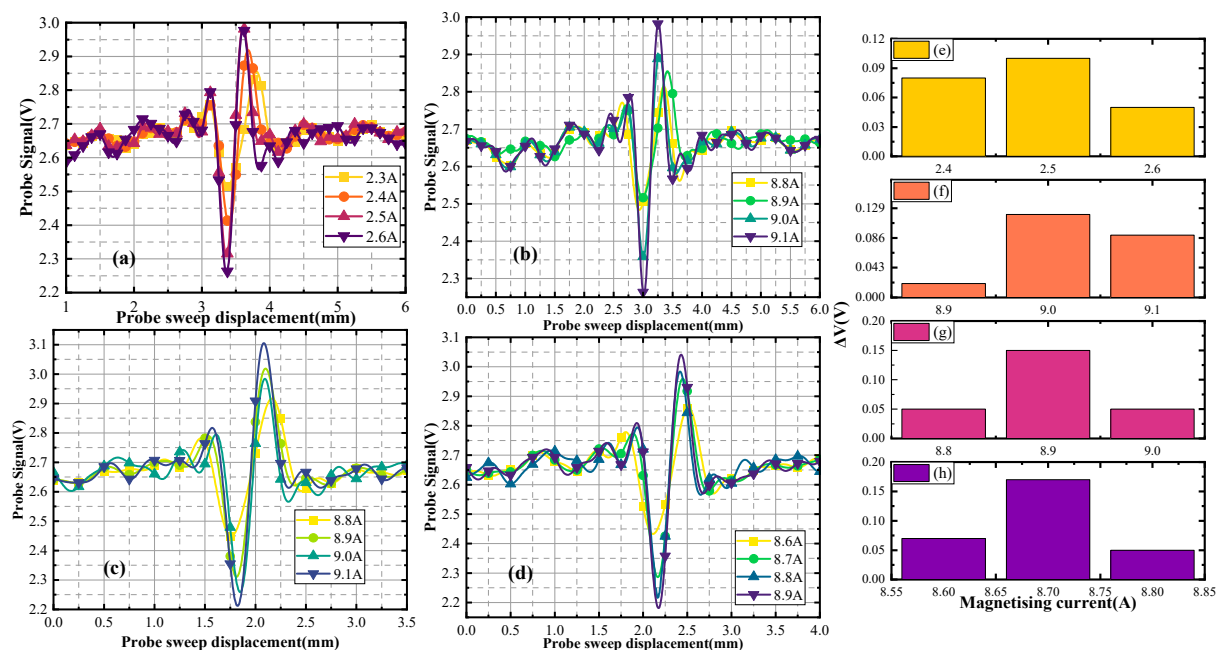 3.0
2.9
2.8
2.7
2.6
2.5
2.4
2.3
2.2
Probe Signal(V)
2.3A
2.4A
2.5A
2.6A
(a)
1 2 3 4 5 6
Probe sweep displacement(mm)
3.0
2.9
2.8
2.7
2.6
2.5
2.4
2.3
Probe Signal(V)
8.8A
8.9A
9.0A
9.1A
(b)
0.0 0.5 1.0 1.5 2.0 2.5 3.0 3.5 4.0 4.5 5.0 5.5 6.0
Probe sweep displacement(mm)
3.1
3.0
2.9
2.8
2.7
2.6
2.5
2.4
2.3
2.2
Probe Signal(V)
8.8A
8.9A
9.0A
9.1A
(c)
0.0 0.5 1.0 1.5 2.0 2.5 3.0 3.5
Probe sweep displacement(mm)
3.1
3.0
2.9
2.8
2.7
2.6
2.5
2.4
2.3
2.2
Probe Signal(V)
8.6A
8.7A
8.8A
8.9A
(d)
0.0 0.5 1.0 1.5 2.0 2.5 3.0 3.5 4.0
Probe sweep displacement(mm)
ΔV(V)
(e)
0.12
0.09
0.06
0.03
0.00
2.4 2.5 2.6
(f)
0.129
0.086
0.043
0.000
8.9 9.0 9.1
(g)
0.20
0.15
0.10
0.05
0.00
8.8 8.9 9.0
(h)
0.20
0.15
0.10
0.05
0.00
8.55 8.60 8.65 8.70 8.75 8.80 8.85
Magnetising current(A)